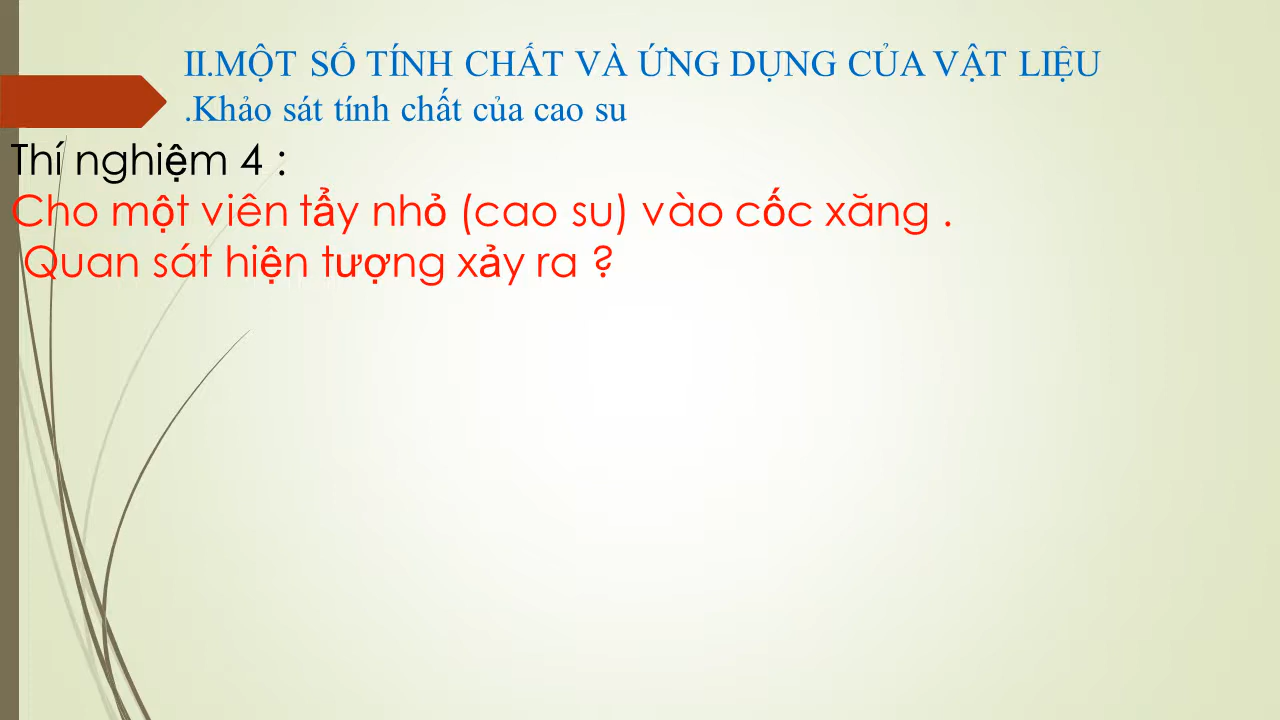 II.MỘT SỐ TÍNH CHẤT VÀ ỨNG DỤNG CỦA VẬT LIỆU
.Khảo sát tính chất của cao su
Thí nghiệm 4 :
Cho một viên tẩy nhỏ (cao su) vào cốc xăng .
Quan sát hiện tượng xảy ra ?